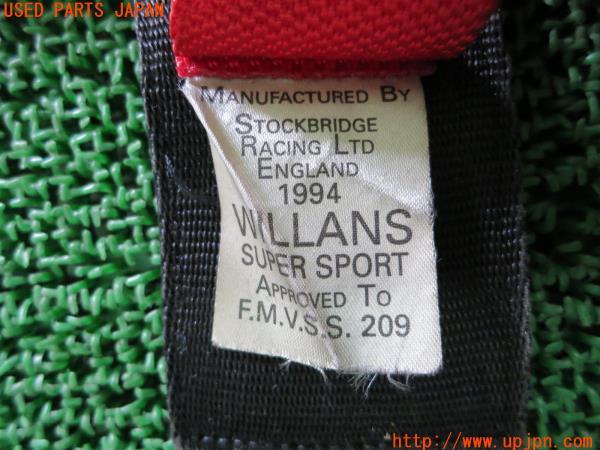 USED PARTS JAPAN
MANUFACTURED BY
STOCKBRIDGE
RACING LTD
ENGLAND
1994
WILLANS
SUPER SPORT
APPROVED TO
F.M.V.S.S. 209
http://www.upjpn.com